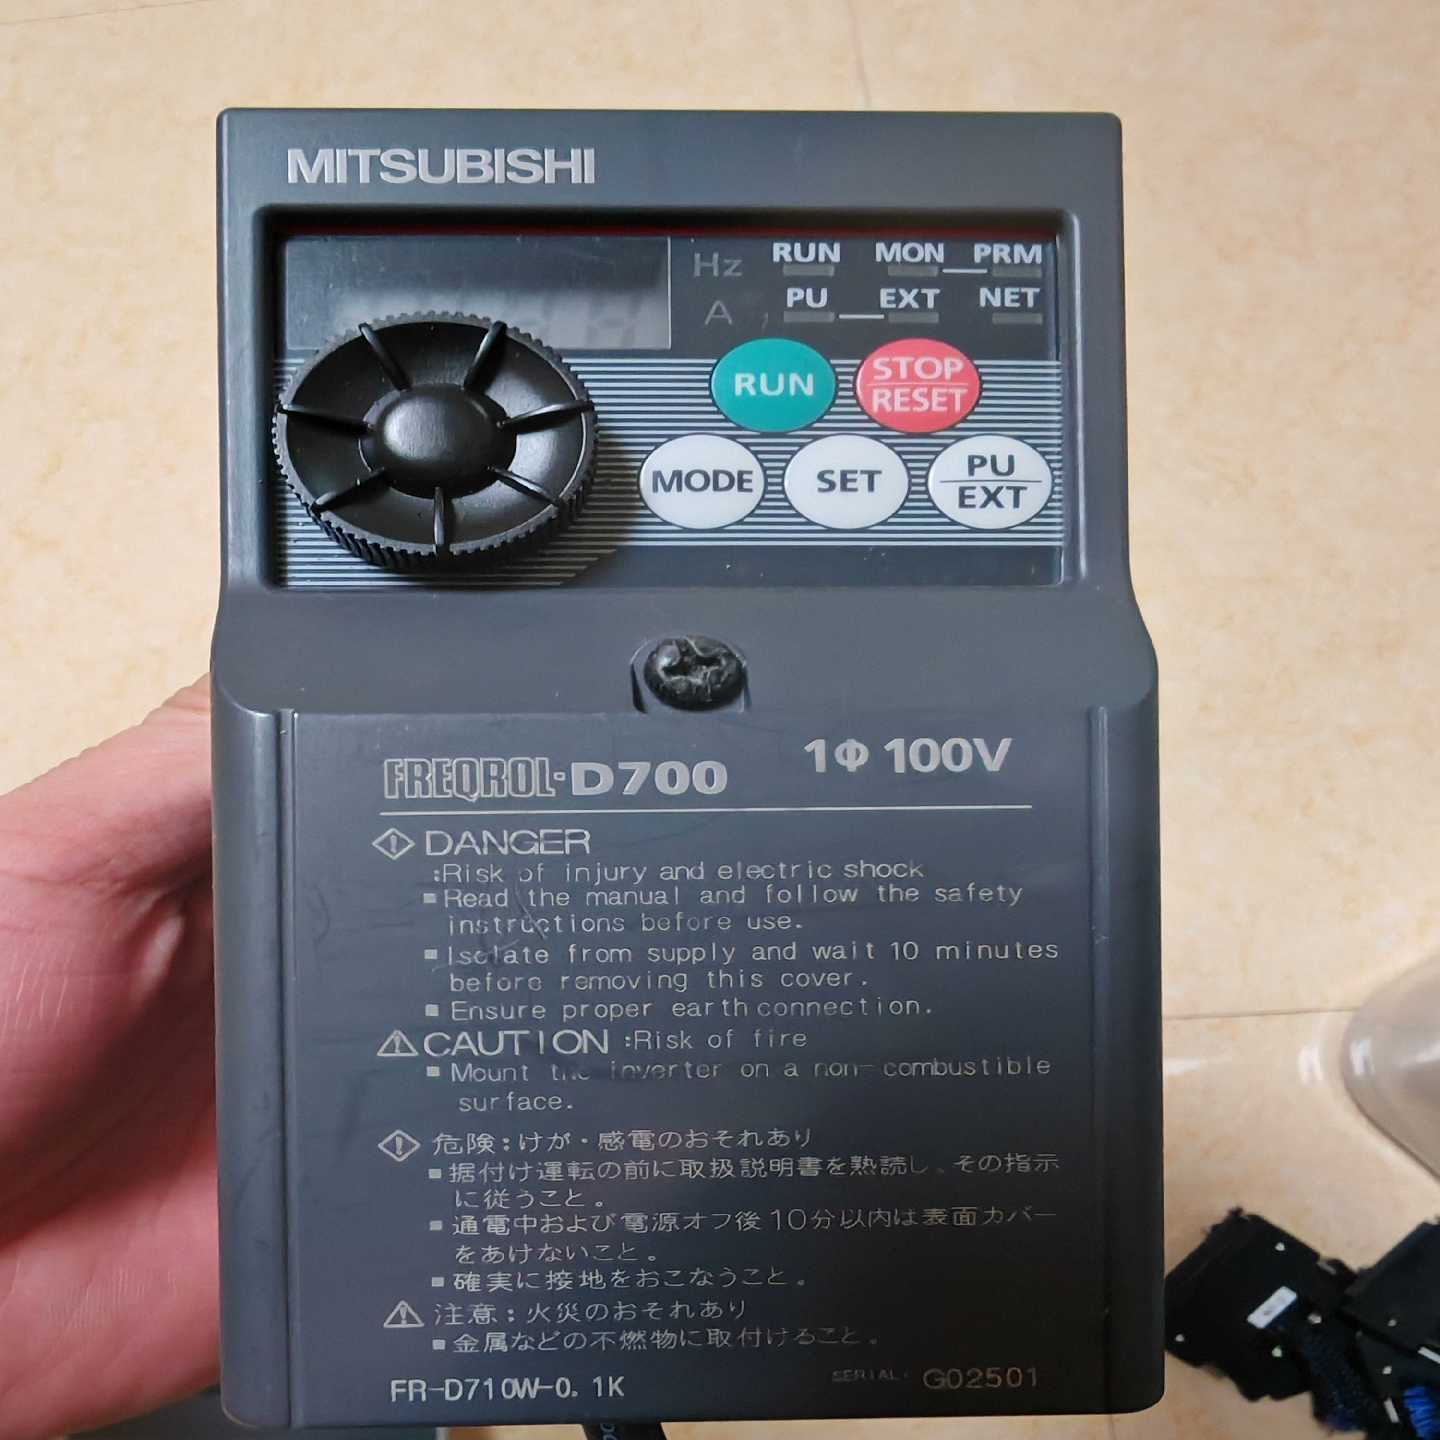 MITSUBISHI
Hz RUN MON PRM
A PU EXT NET
RUN STOP
RESET
MODE SET PU
EXT
FREQROL-D700 1Φ 100V
DANGER
:Risk of injury and electric shock
Read the manual and follow the safety
instructions before use.
Isolate from supply and wait 10 minutes
before removing this cover.
Ensure proper earth connection.
CAUTION :Risk of fire
Mount the inverter on a non-combustible
surface.
危険:けが・感電のおそれあり
据付け運転の前に取扱説明書を熟読し、その指示
に従うこと。
通電中および電源オフ後10分以内は表面カバー
をあけないこと。
確実に接地をおこなうこと。
注意:火災のおそれあり
金属などの不燃物に取付けること。
FR-D710W-0.1K SERIAL: G02501